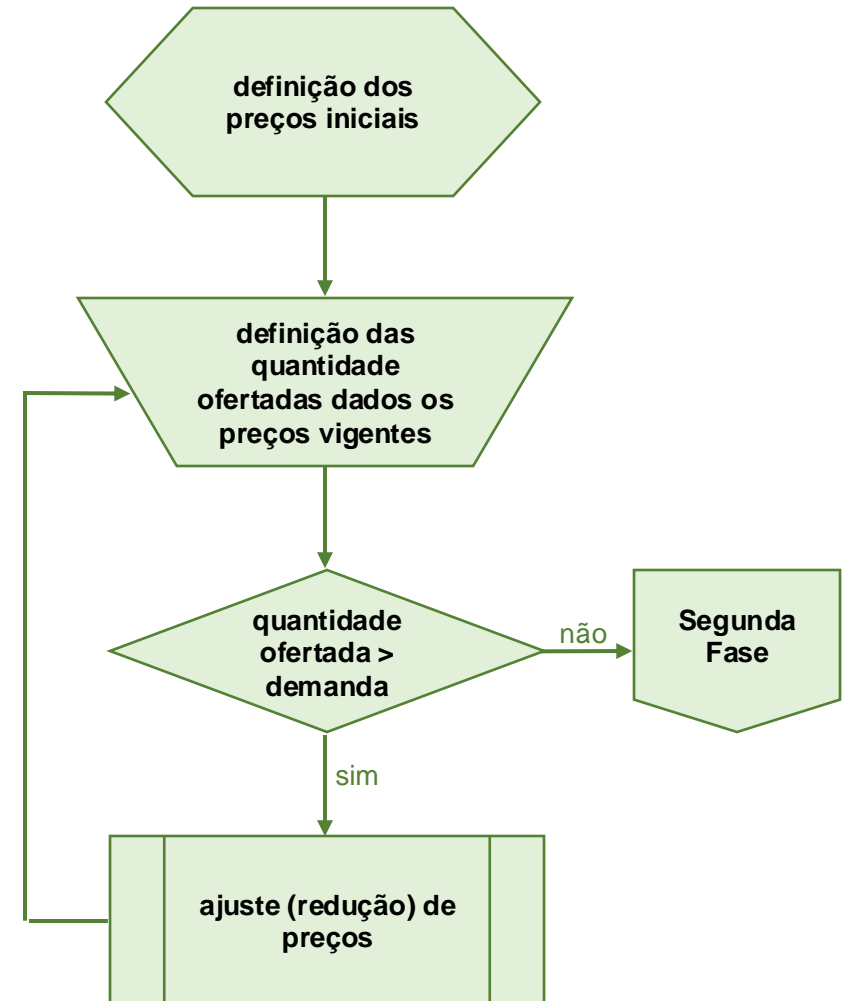 definição dos
preços iniciais
definição das
quantidade
ofertadas dados os
preços vigentes
quantidade
ofertada >
demanda
não
Segunda
Fase
sim
ajuste (redução) de
preços